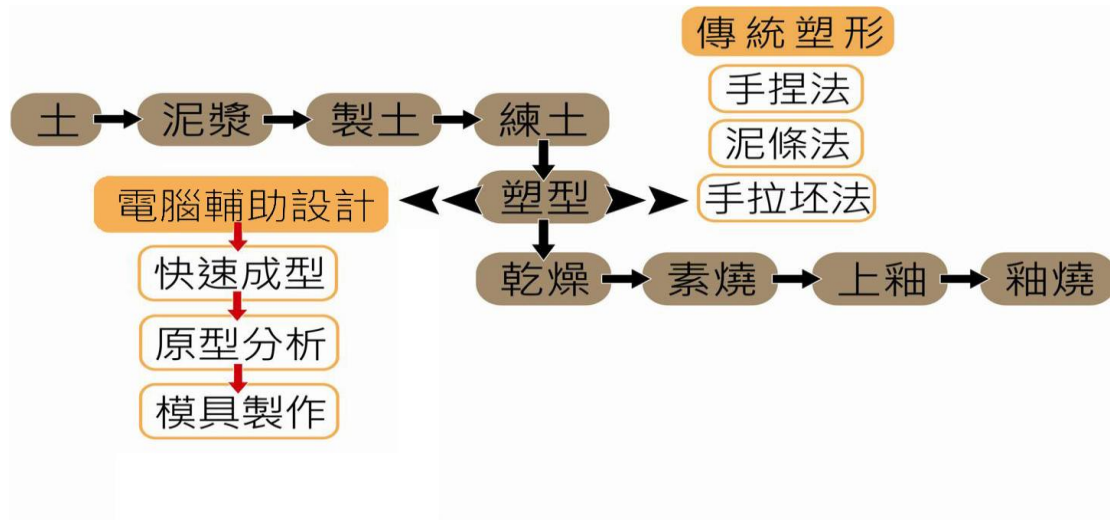 傳統塑形
手捏法
泥條法
手拉坯法
土
泥漿
製土
練土
塑型
電腦輔助設計
快速成型
原型分析
模具製作
乾燥
素燒
上釉
釉燒